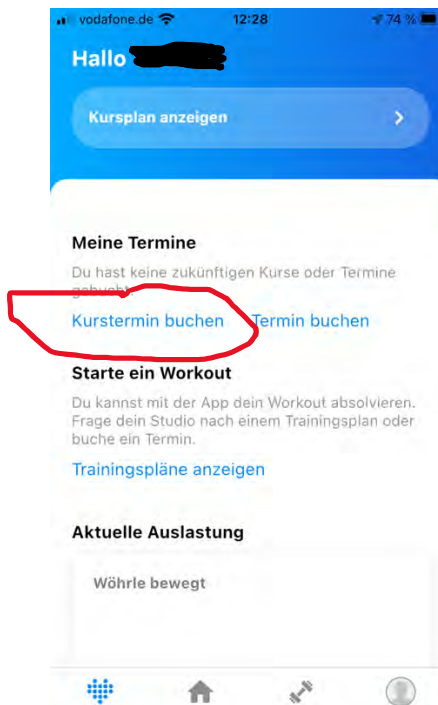 vodafone.de 12:28 74 %
Hallo
Kursplan anzeigen
Meine Termine
Du hast keine zukünftigen Kurse oder Termine
gebucht.
Kurstermin buchen Termin buchen
Starte ein Workout
Du kannst mit der App dein Workout absolvieren.
Frage dein Studio nach einem Trainingsplan oder
buche ein Termin.
Trainingspläne anzeigen
Aktuelle Auslastung
Wöhrle bewegt